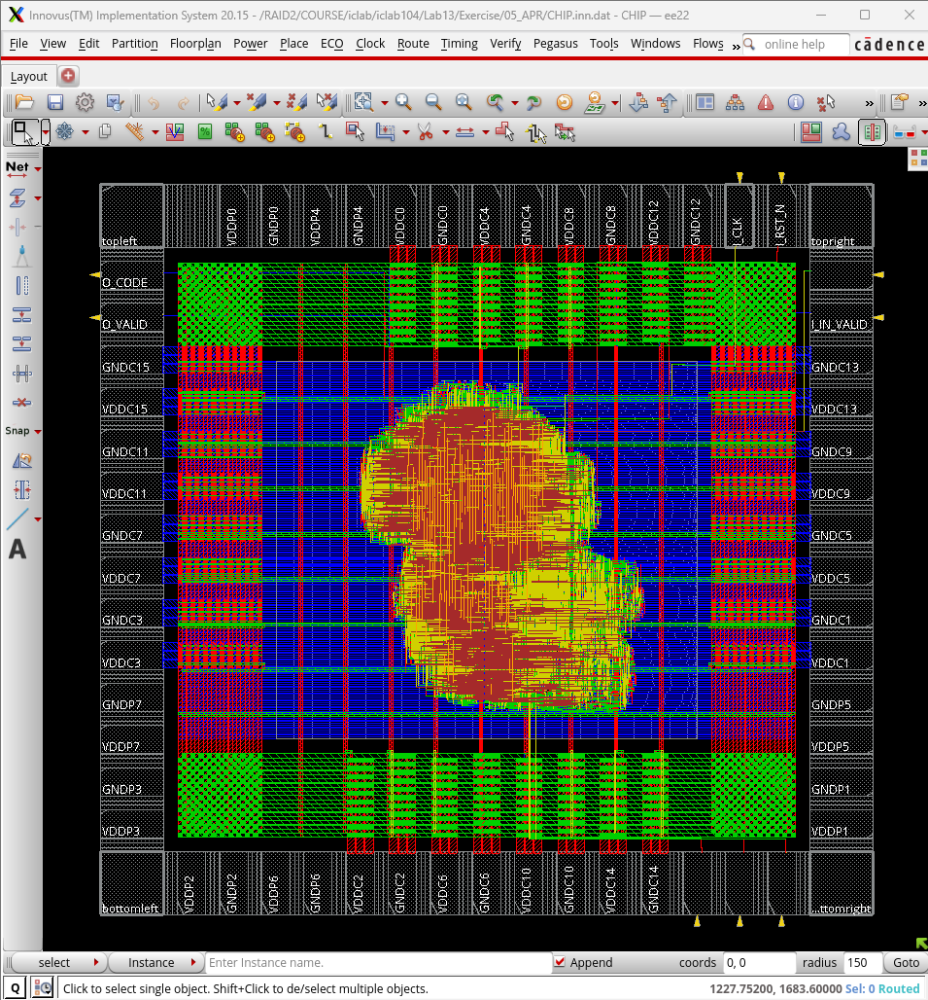 Innovus(TM) Implementation System 20.15 - /RAID2/COURSE/iclab/iclab104/Lab13/Exercise/05_APR/CHIP.inn.dat - CHIP — ee22
File View Edit Partition Floorplan Power Place ECO Clock Route Timing Verify Pegasus Tools Windows Flows » online help cādence
Layout
Net
Snap
A
VDDP0 GNDP0 VDDP4 GNDP4 VDDC0 GNDC0 VDDC4 GNDC4 VDDC8 GNDC8 VDDC12 GNDC12 I_CLK I_RST_N
topleft topright
O_CODE
O_VALID I_IN_VALID
GNDC15 GNDC13
VDDC15 VDDC13
GNDC11 GNDC9
VDDC11 VDDC9
GNDC7 GNDC5
VDDC7 VDDC5
GNDC3 GNDC1
VDDC3 VDDC1
GNDP7 GNDP5
VDDP7 VDDP5
GNDP3 GNDP1
VDDP3 VDDP1
VDDP2 GNDP2 VDDP6 GNDP6 VDDC2 GNDC2 VDDC6 GNDC6 VDDC10 GNDC10 VDDC14 GNDC14
bottomleft ...ttomright
select Instance Enter Instance name. Append coords 0, 0 radius 150 Goto
Q Click to select single object. Shift+Click to de/select multiple objects. 1227.75200, 1683.60000 Sel: 0 Routed